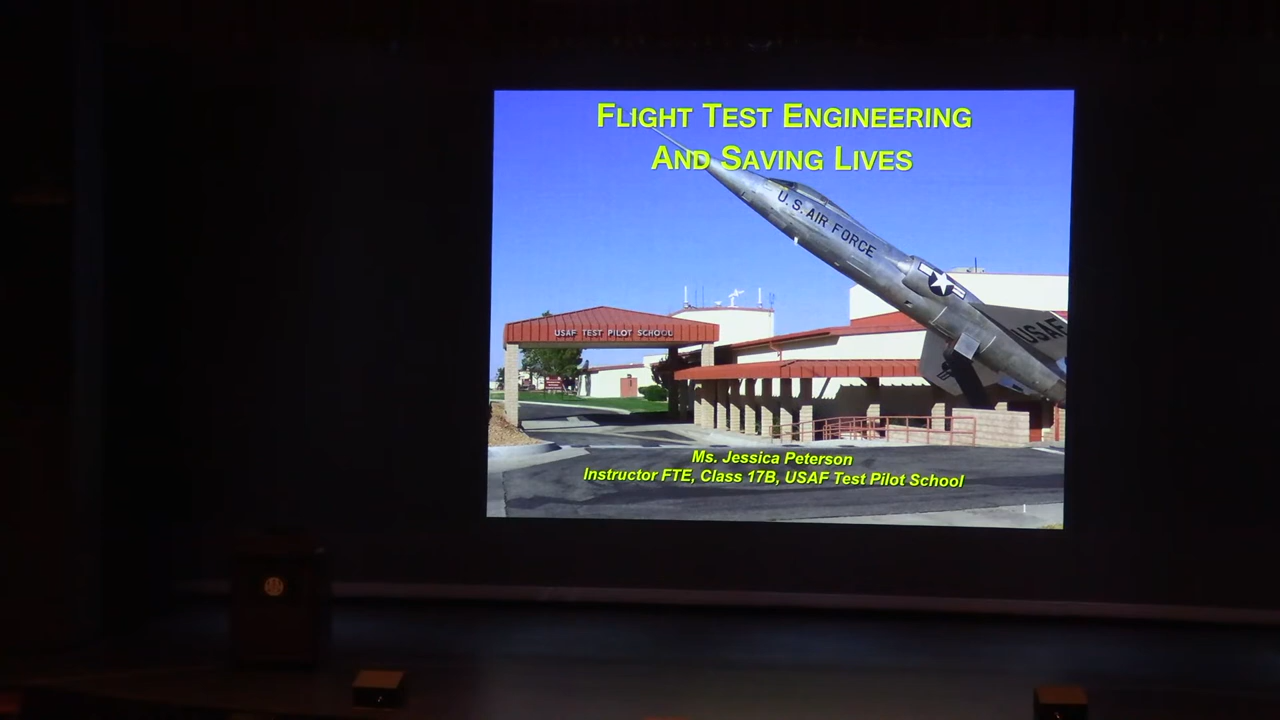 FLIGHT TEST ENGINEERING
AND SAVING LIVES
U.S. AIR FORCE
USAF
USAF TEST PILOT SCHOOL
Ms. Jessica Peterson
Instructor FTE, Class 17B, USAF Test Pilot School